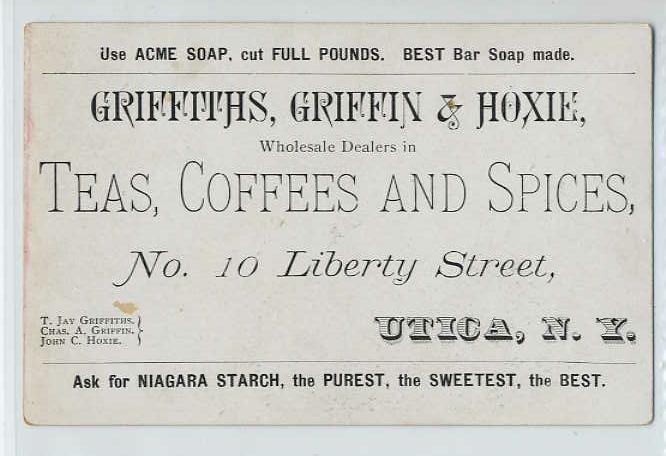 Use ACME SOAP, cut FULL POUNDS. BEST Bar Soap made.
GRIFFITHS, GRIFFIN & HOXIE,
Wholesale Dealers in
TEAS, COFFEES AND SPICES,
No. 10 Liberty Street,
T. JAY GRIFFITHS.
CHAS. A. GRIFFIN.
JOHN C. HOXIE.
UTICA, N. Y.
Ask for NIAGARA STARCH, the PUREST, the SWEETEST, the BEST.